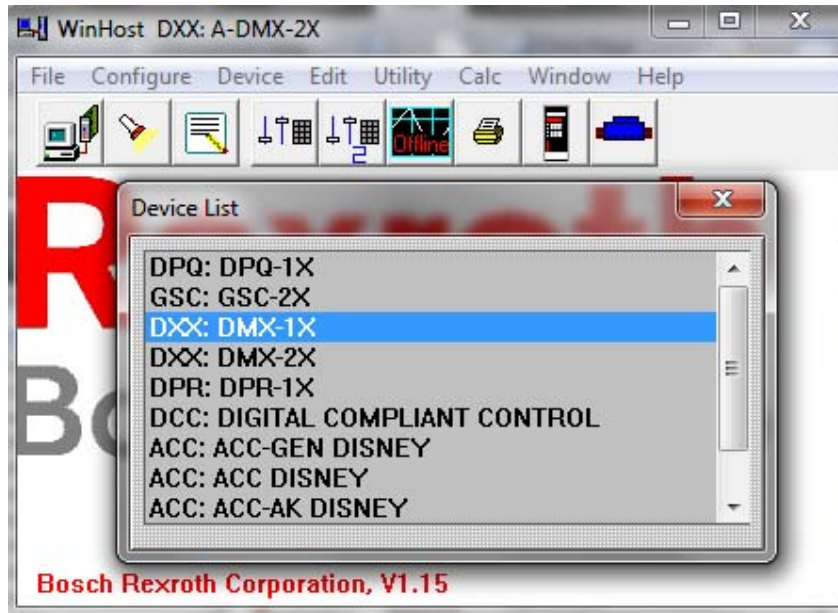 WinHost DXX: A-DMX-2X
File Configure Device Edit Utility Calc Window Help
2
Offline
Device List
DPQ: DPQ-1X
GSC: GSC-2X
DXX: DMX-1X
DXX: DMX-2X
DPR: DPR-1X
DCC: DIGITAL COMPLIANT CONTROL
ACC: ACC-GEN DISNEY
ACC: ACC DISNEY
ACC: ACC-AK DISNEY
Bosch Rexroth Corporation, V1.15